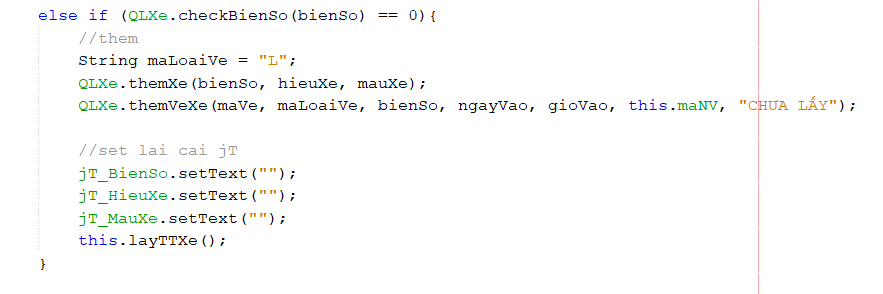 else if (QLXe.checkBienSo(bienSo) == 0){
//them
String maLoaiVe = "L";
QLXe.themXe(bienSo, hieuXe, mauXe);
QLXe.themVeXe(maVe, maLoaiVe, bienSo, ngayVao, gioVao, this.maNV, "CHƯA LẤY");
//set lai cai jT
jT_BienSo.setText("");
jT_HieuXe.setText("");
jT_MauXe.setText("");
this.layTTXe();
}